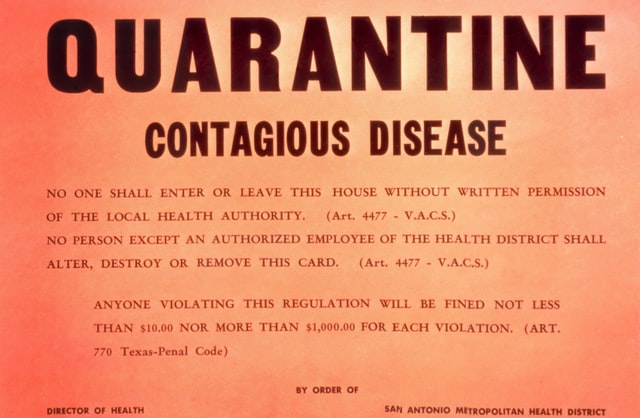 QUARANTINE
CONTAGIOUS DISEASE
NO ONE SHALL ENTER OR LEAVE THIS HOUSE WITHOUT WRITTEN PERMISSION
OF THE LOCAL HEALTH AUTHORITY. (Art. 4477 - V.A.C.S.)
NO PERSON EXCEPT AN AUTHORIZED EMPLOYEE OF THE HEALTH DISTRICT SHALL
ALTER, DESTROY OR REMOVE THIS CARD. (Art. 4477 - V.A.C.S.)
ANYONE VIOLATING THIS REGULATION WILL BE FINED NOT LESS
THAN $10.00 NOR MORE THAN $1,000.00 FOR EACH VIOLATION. (ART.
770 Texas-Penal Code)
BY ORDER OF
DIRECTOR OF HEALTH SAN ANTONIO METROPOLITAN HEALTH DISTRICT